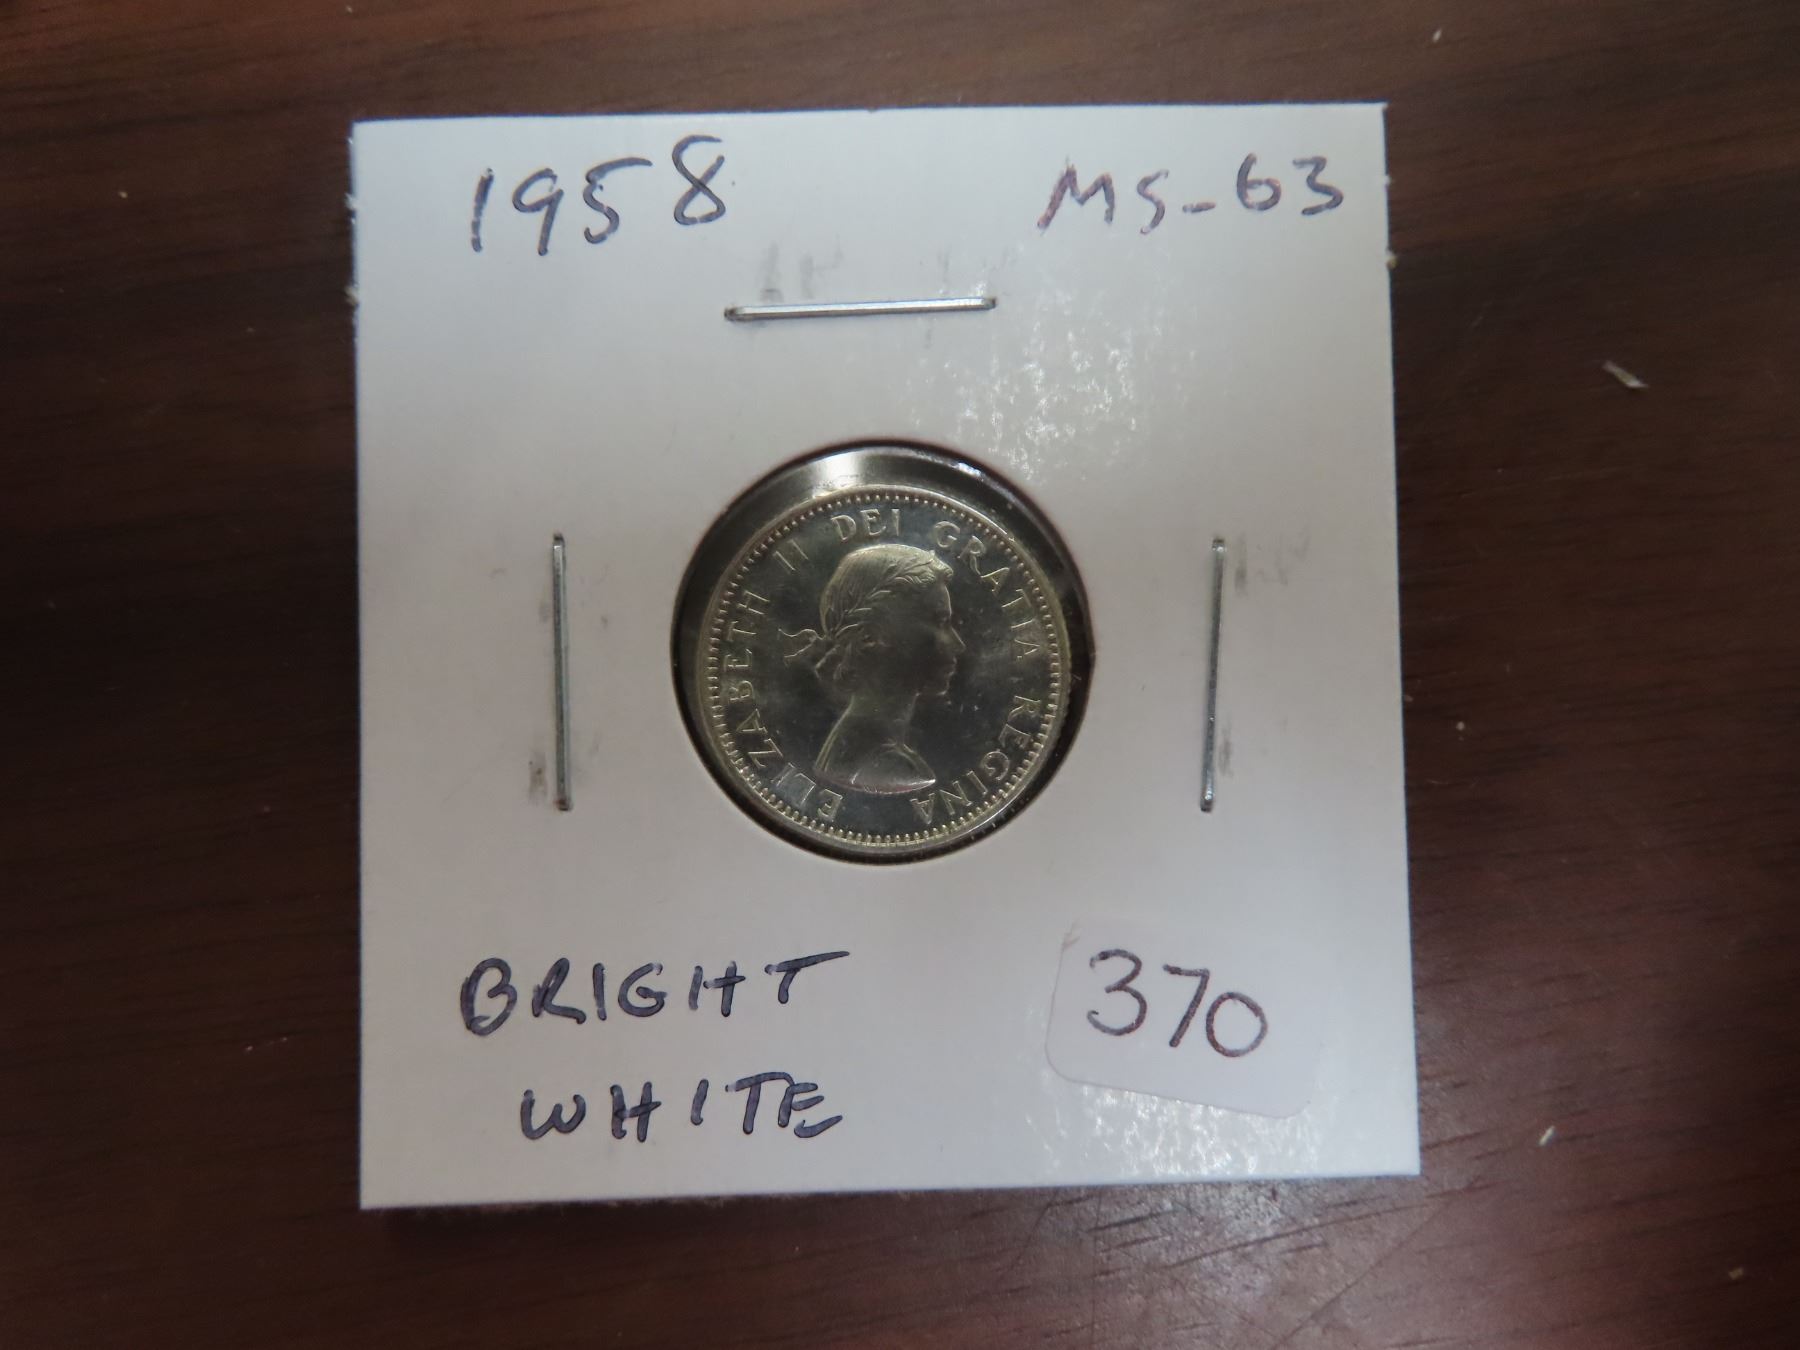 1958 MS-63
ELIZABETH II DEI GRATIA REGINA
BRIGHT
WHITE
370